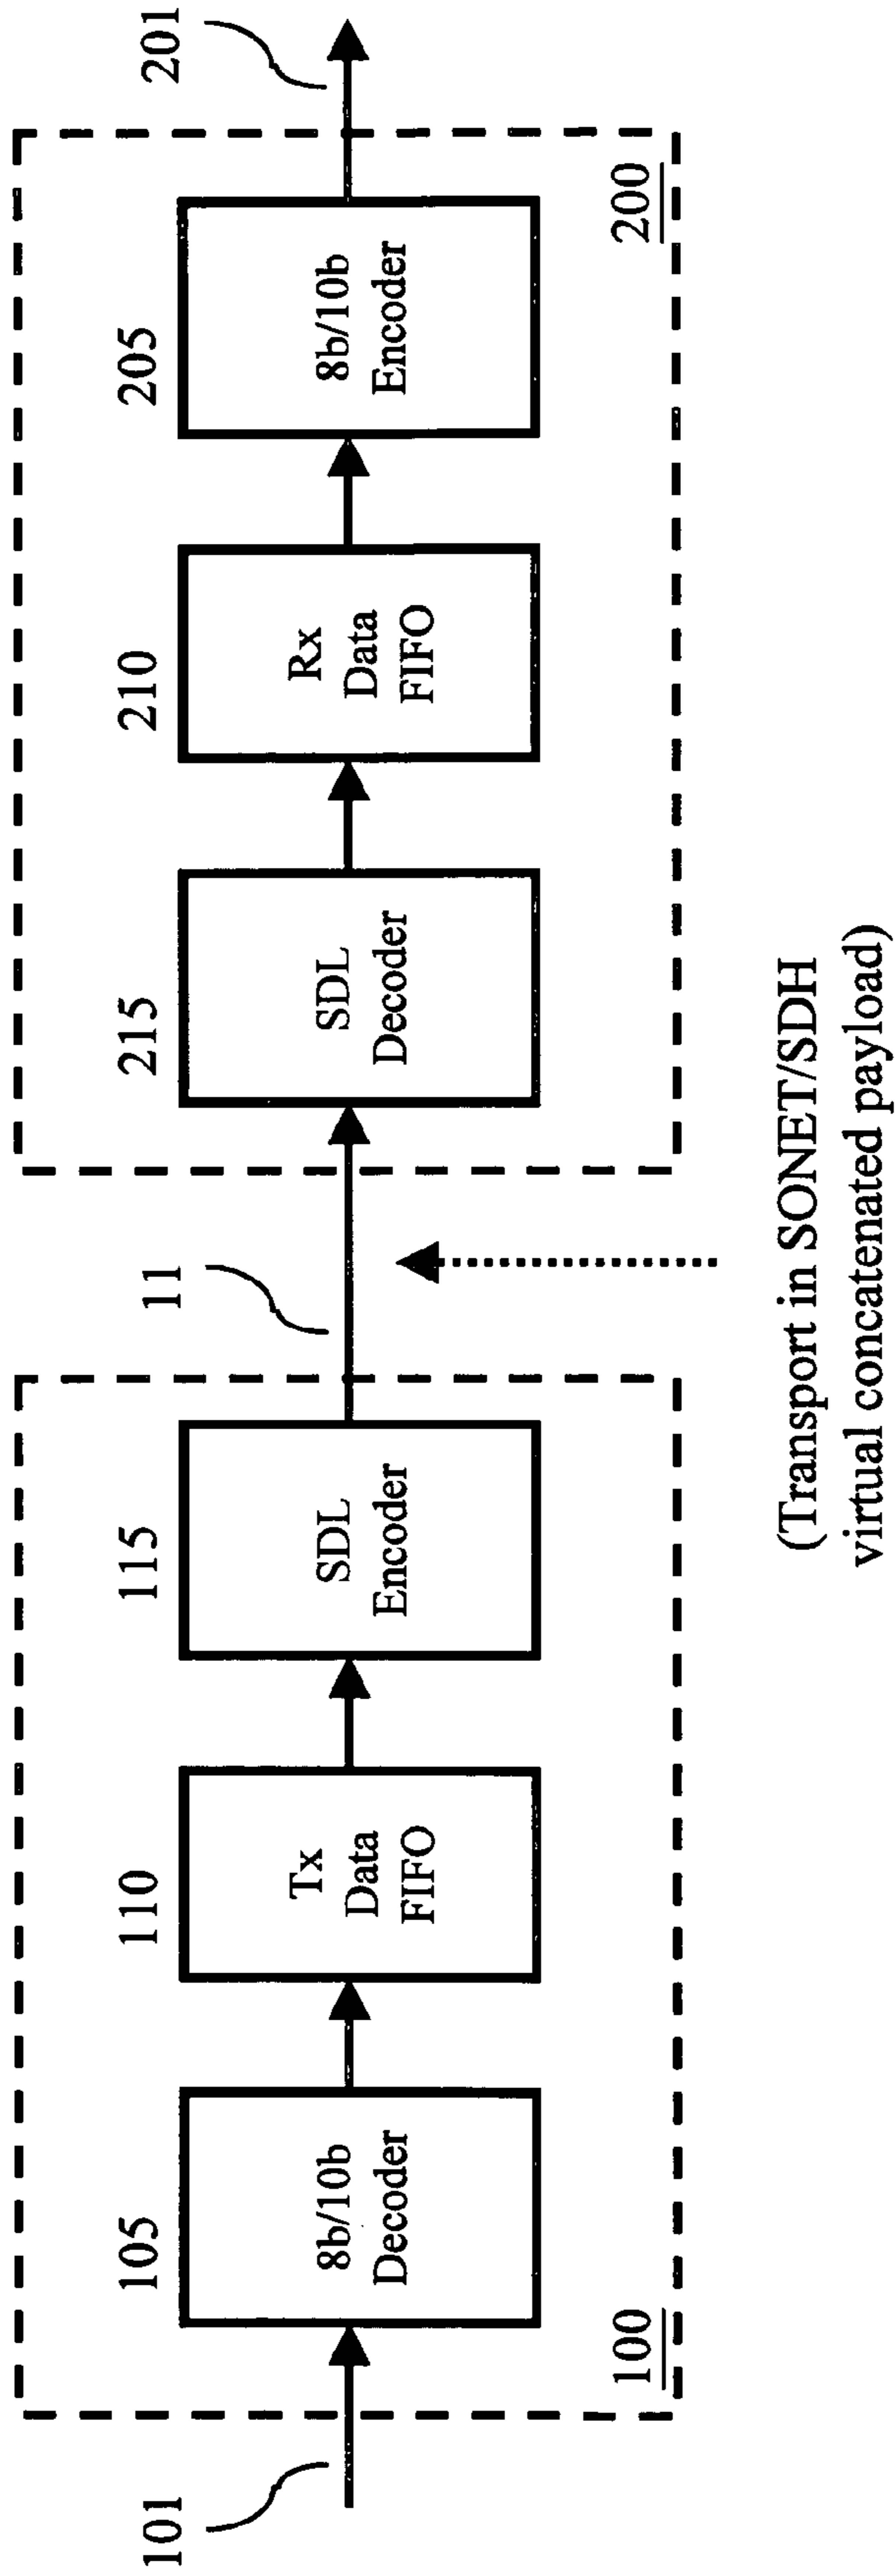 101
100
105
8b/10b
Decoder
110
Tx
Data
FIFO
115
SDL
Encoder
11
(Transport in SONET/SDH
virtual concatenated payload)
215
SDL
Decoder
210
Rx
Data
FIFO
205
8b/10b
Encoder
200
201